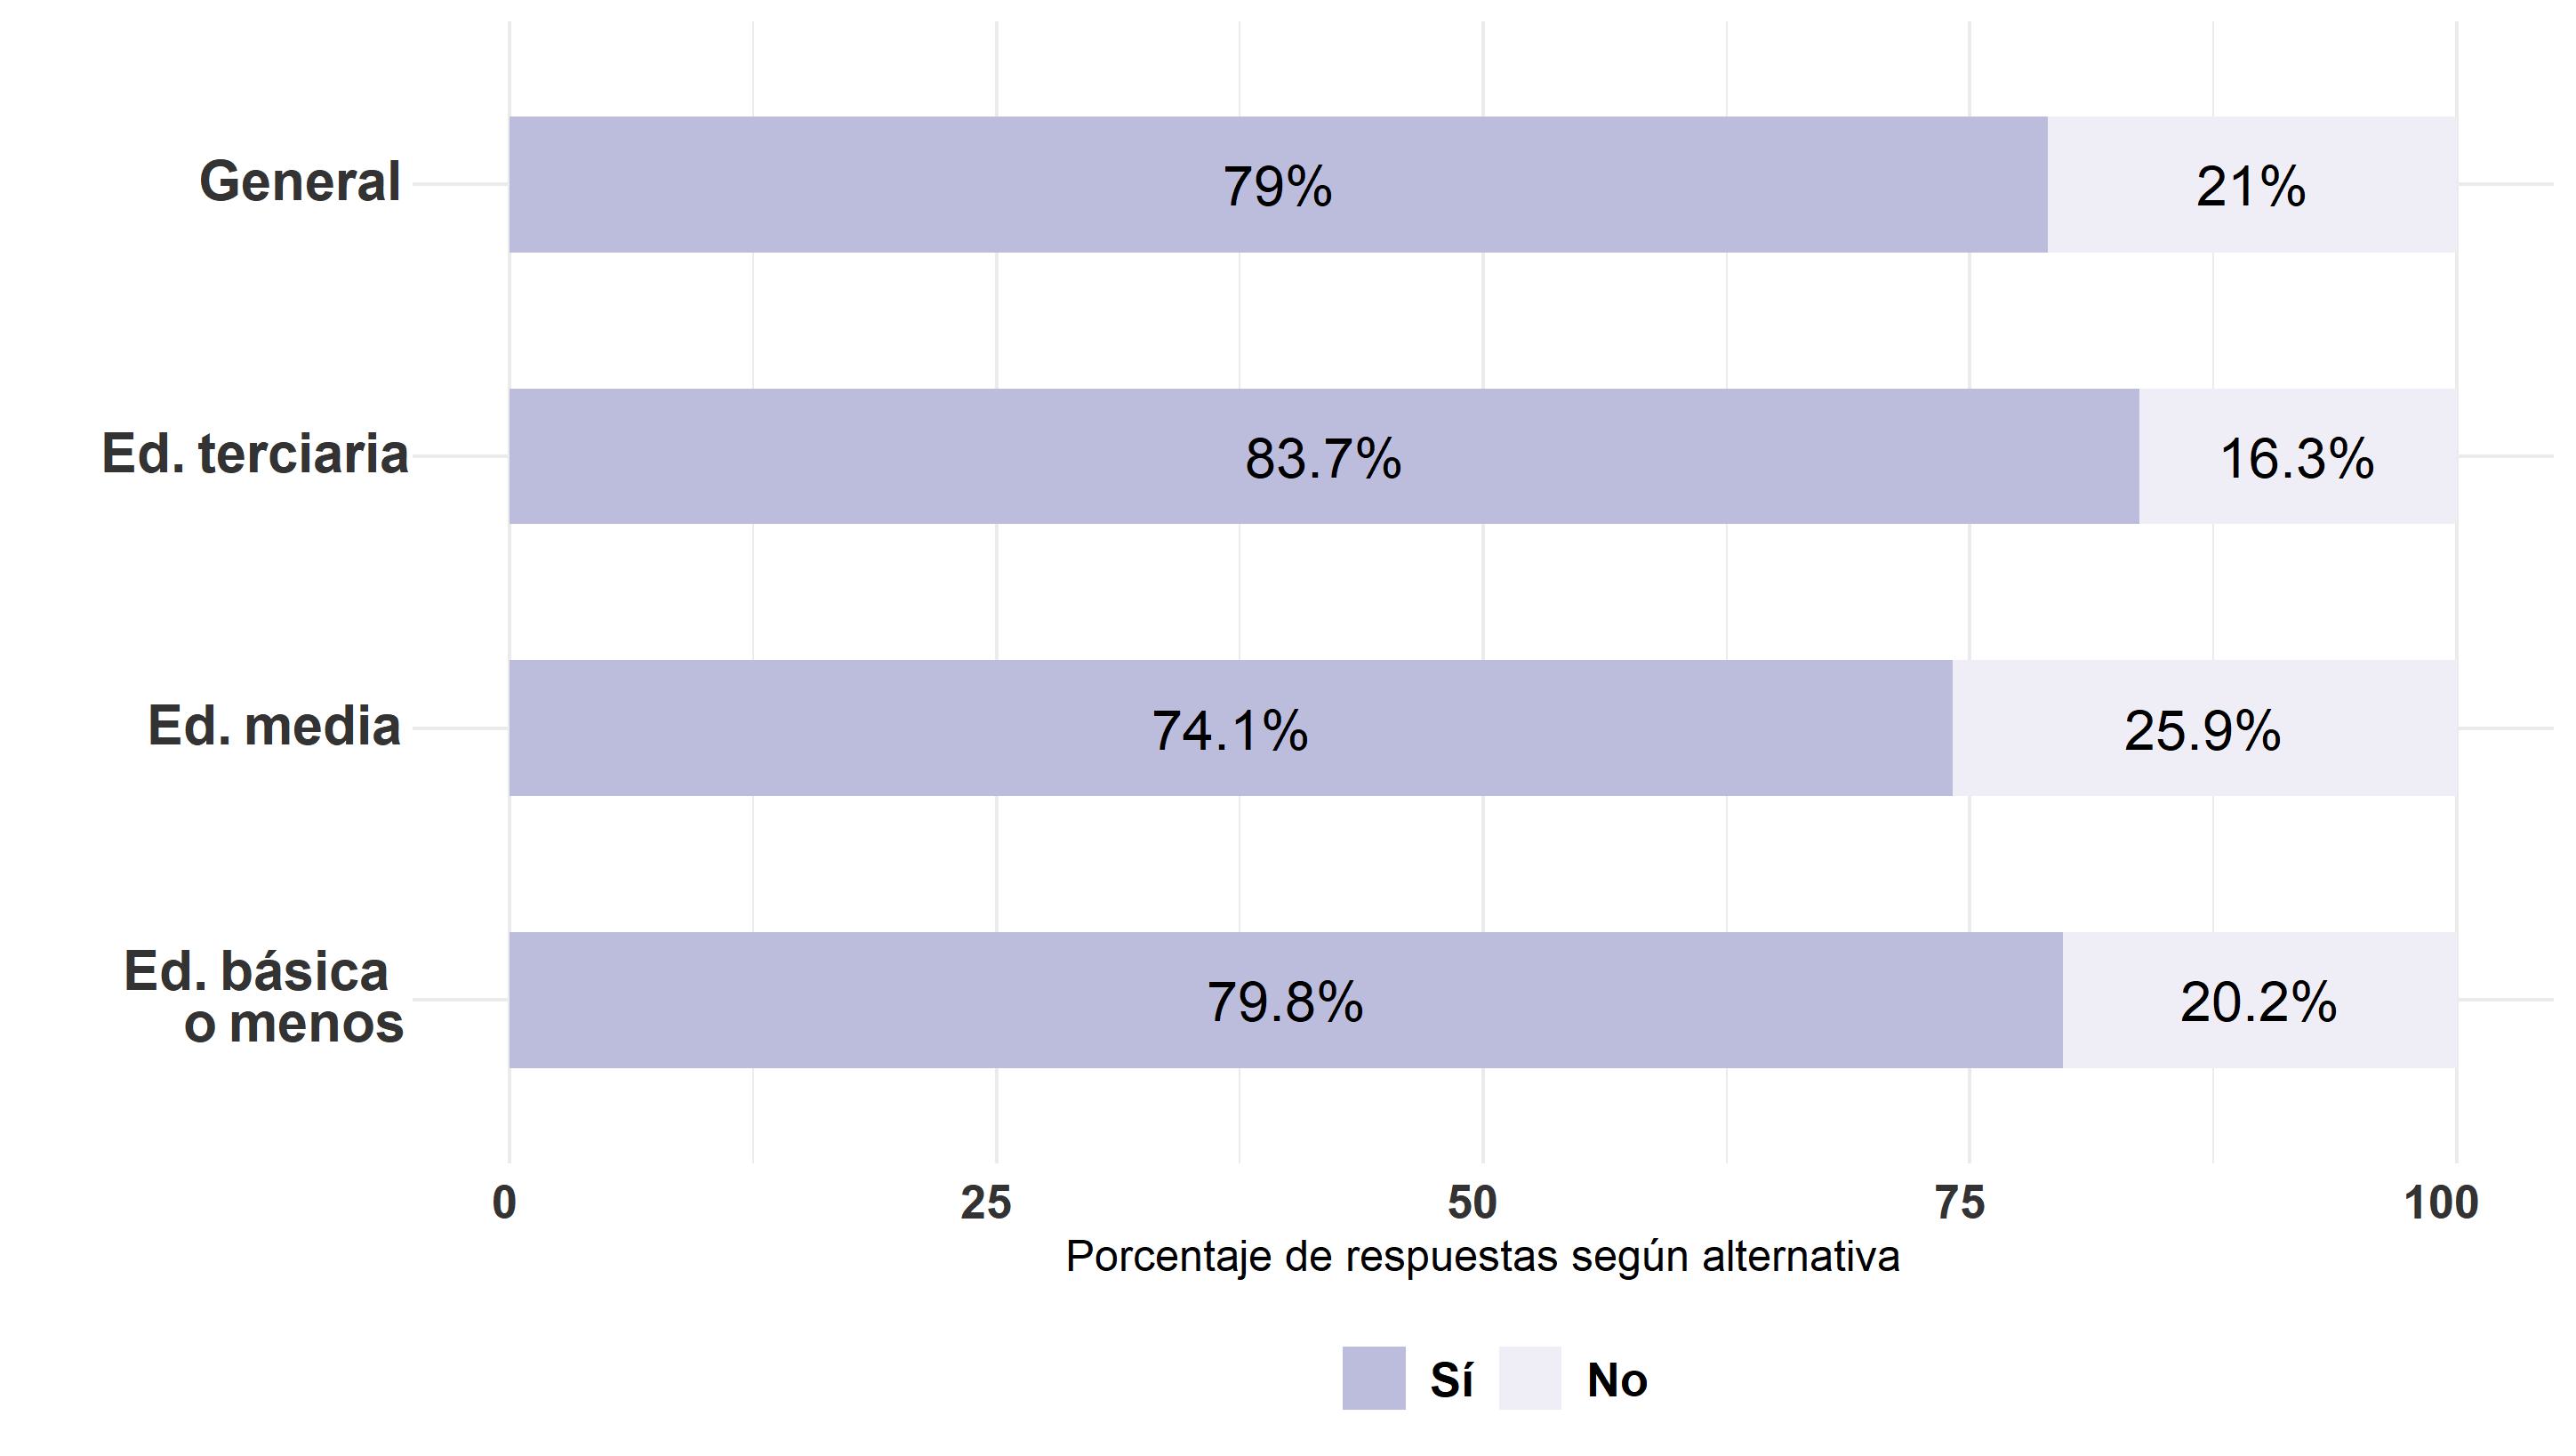 General
79%
21%
Ed. terciaria
83.7%
16.3%
Ed. media
74.1%
25.9%
Ed. básica
o menos
79.8%
20.2%
0
25
50
75
100
Porcentaje de respuestas según alternativa
Sí
No